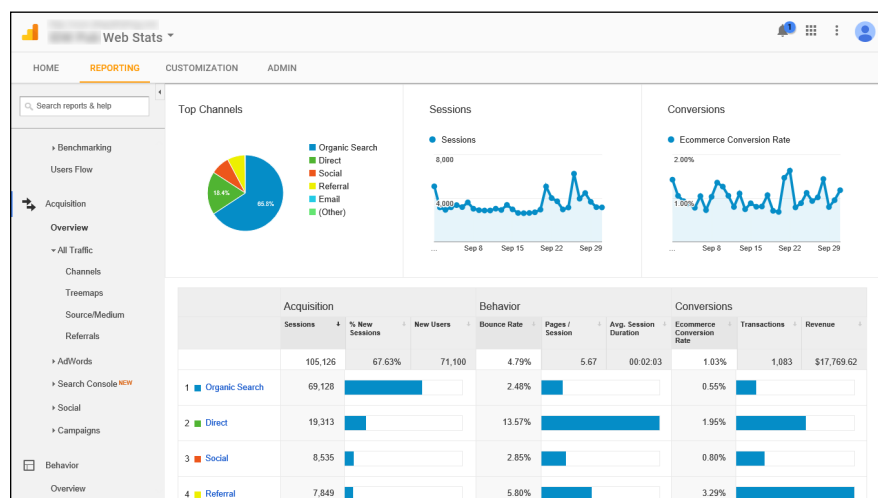 Web Stats
1
HOME REPORTING CUSTOMIZATION ADMIN
Search reports & help
Benchmarking
Users Flow
Acquisition
Overview
All Traffic
Channels
Treemaps
Source/Medium
Referrals
AdWords
Search Console NEW
Social
Campaigns
Behavior
Overview
Top Channels
Organic Search
Direct
Social
Referral
Email
(Other)
18.4%
65.8%
Sessions
Sessions
8,000
4,000
... Sep 8 Sep 15 Sep 22 Sep 29
Conversions
Ecommerce Conversion Rate
2.00%
1.00%
... Sep 8 Sep 15 Sep 22 Sep 29
Acquisition Behavior Conversions
Sessions % New Sessions New Users Bounce Rate Pages / Session Avg. Session Duration Ecommerce Conversion Rate Transactions Revenue
105,126 67.63% 71,100 4.79% 5.67 00:02:03 1.03% 1,083 $17,769.62
1 Organic Search 69,128 2.48% 0.55%
2 Direct 19,313 13.57% 1.95%
3 Social 8,535 2.85% 0.80%
4 Referral 7,849 5.80% 3.29%